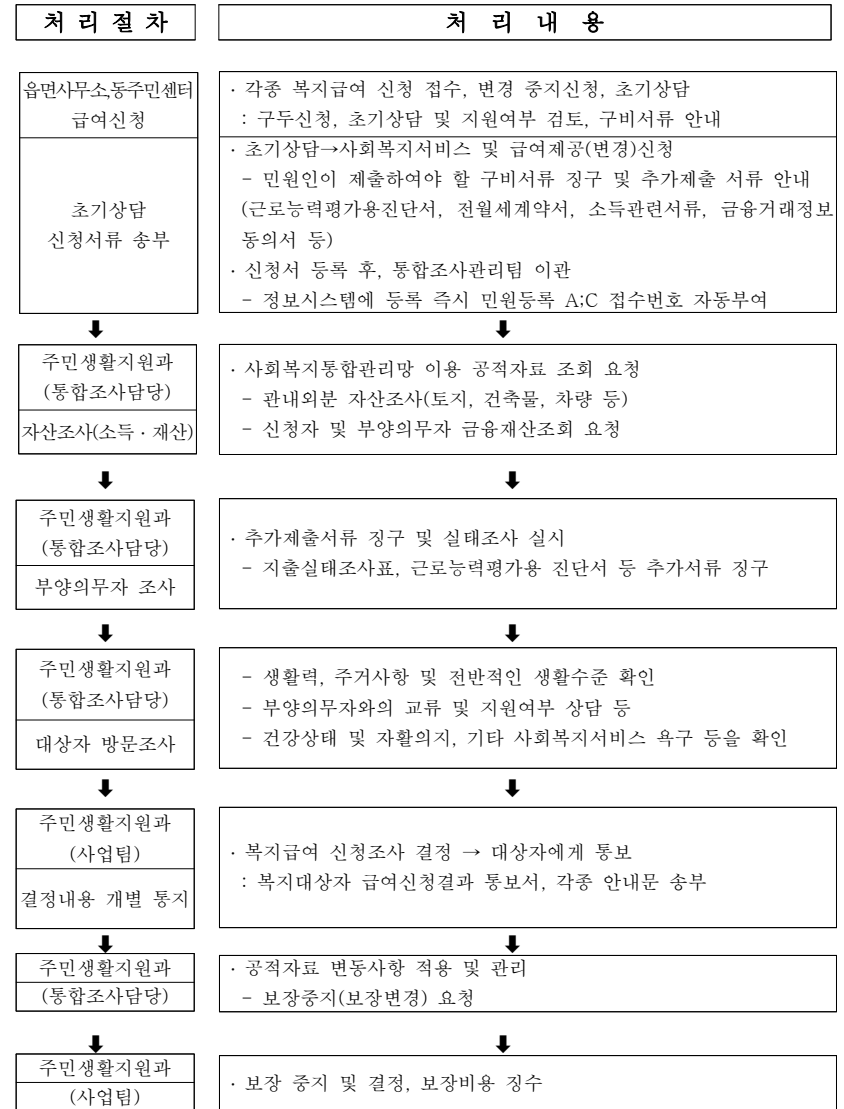 처 리 절 차
처 리 내 용
읍면사무소,동주민센터
급여신청
· 각종 복지급여 신청 접수, 변경 중지신청, 초기상담
: 구두신청, 초기상담 및 지원여부 검토, 구비서류 안내
초기상담
신청서류 송부
· 초기상담→사회복지서비스 및 급여제공(변경)신청
- 민원인이 제출하여야 할 구비서류 징구 및 추가제출 서류 안내
(근로능력평가용진단서, 전월세계약서, 소득관련서류, 금융거래정보
동의서 등)
· 신청서 등록 후, 통합조사관리팀 이관
- 정보시스템에 등록 즉시 민원등록 A;C 접수번호 자동부여
⬇ ⬇
주민생활지원과
(통합조사담당)
자산조사(소득 · 재산)
· 사회복지통합관리망 이용 공적자료 조회 요청
- 관내외분 자산조사(토지, 건축물, 차량 등)
- 신청자 및 부양의무자 금융재산조회 요청
⬇ ⬇
주민생활지원과
(통합조사담당)
부양의무자 조사
· 추가제출서류 징구 및 실태조사 실시
- 지출실태조사표, 근로능력평가용 진단서 등 추가서류 징구
⬇ ⬇
주민생활지원과
(통합조사담당)
대상자 방문조사
- 생활력, 주거사항 및 전반적인 생활수준 확인
- 부양의무자와의 교류 및 지원여부 상담 등
- 건강상태 및 자활의지, 기타 사회복지서비스 욕구 등을 확인
⬇ ⬇
주민생활지원과
(사업팀)
결정내용 개별 통지
· 복지급여 신청조사 결정 → 대상자에게 통보
: 복지대상자 급여신청결과 통보서, 각종 안내문 송부
⬇ ⬇
주민생활지원과
(통합조사담당)
· 공적자료 변동사항 적용 및 관리
- 보장중지(보장변경) 요청
⬇ ⬇
주민생활지원과
(사업팀)
· 보장 중지 및 결정, 보장비용 징수